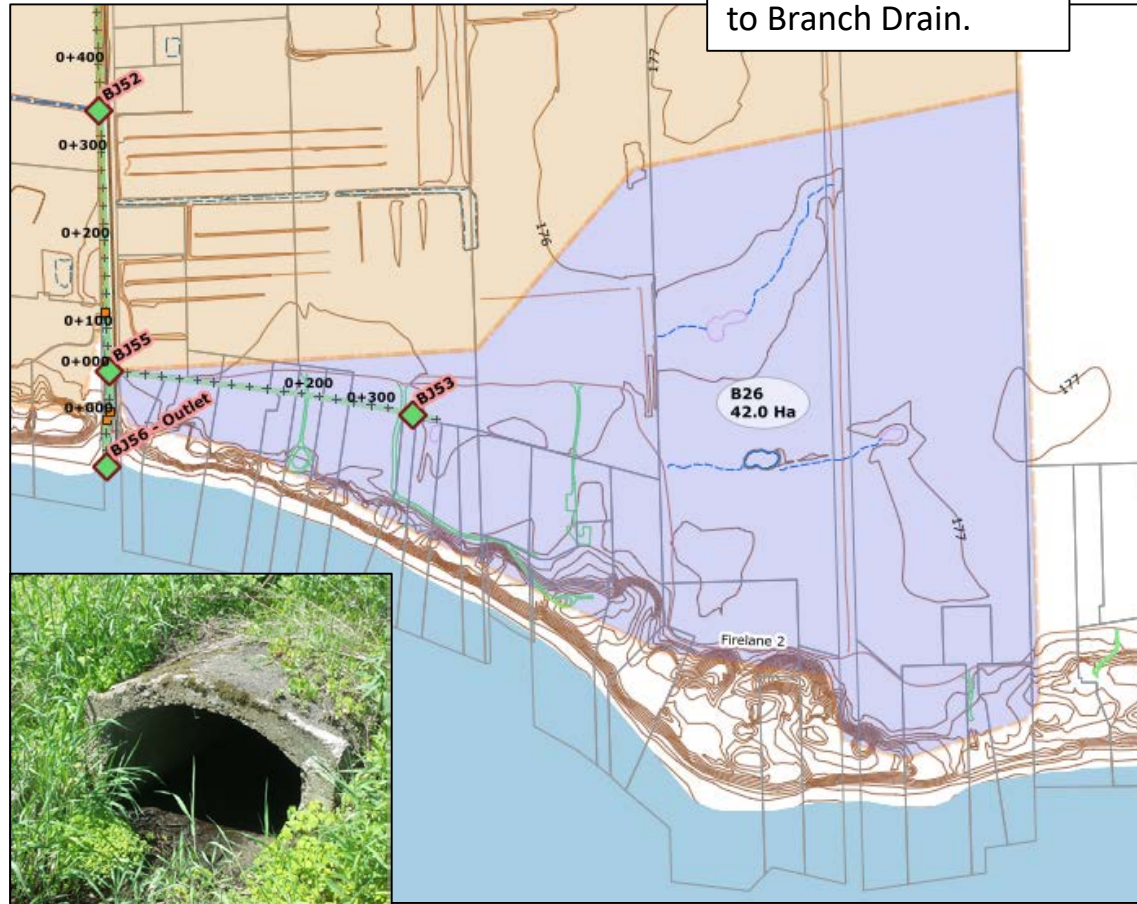 to Branch Drain.
0+400
BJ52
0+300
0+200
0+100
0+000
BJ55
0+000
BJ56 - Outlet
0+200
0+300
BJ53
B26
42.0 Ha
177
176
177
177
Firelane 2